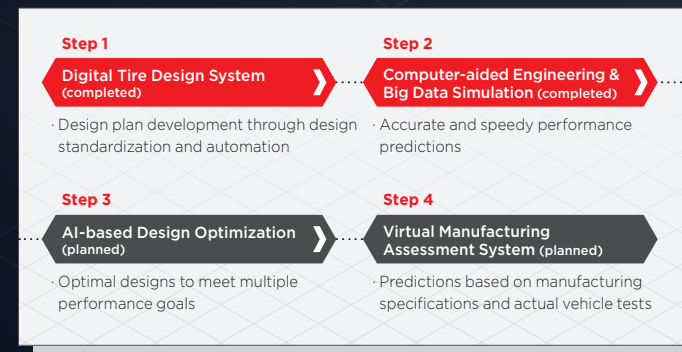 Step 1
Digital Tire Design System
(completed)
· Design plan development through design
standardization and automation
Step 2
Computer-aided Engineering &
Big Data Simulation (completed)
· Accurate and speedy performance
predictions
Step 3
AI-based Design Optimization
(planned)
· Optimal designs to meet multiple
performance goals
Step 4
Virtual Manufacturing
Assessment System (planned)
· Predictions based on manufacturing
specifications and actual vehicle tests